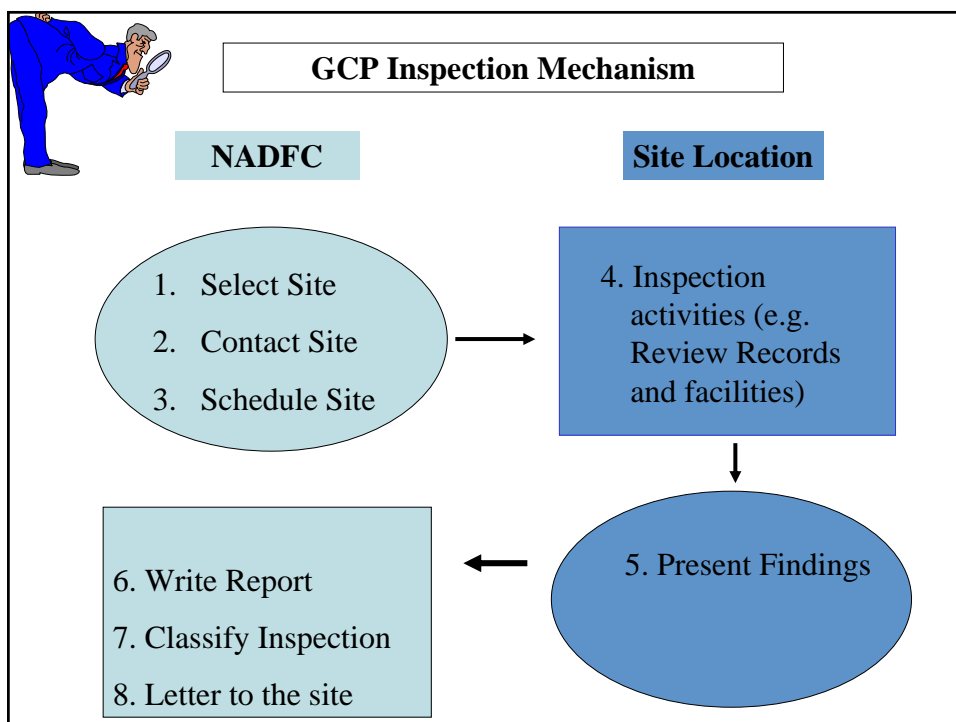 GCP Inspection Mechanism
NADFC
Site Location
1. Select Site
2. Contact Site
3. Schedule Site
4. Inspection
activities (e.g.
Review Records
and facilities)
5. Present Findings
6. Write Report
7. Classify Inspection
8. Letter to the site